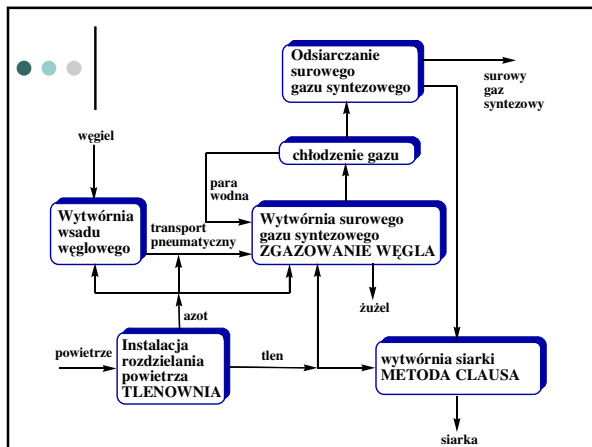 Odsiarczanie
surowego
gazu syntezowego
surowy
gaz
syntezowy
węgiel
chłodzenie gazu
para
wodna
Wytwórnia
wsadu
węglowego
transport
pneumatyczny
Wytwórnia surowego
gazu syntezowego
ZGAZOWANIE WĘGLA
azot
żużel
powietrze
Instalacja
rozdzielania
powietrza
TLENOWNIA
tlen
wytwórnia siarki
METODA CLAUSA
siarka